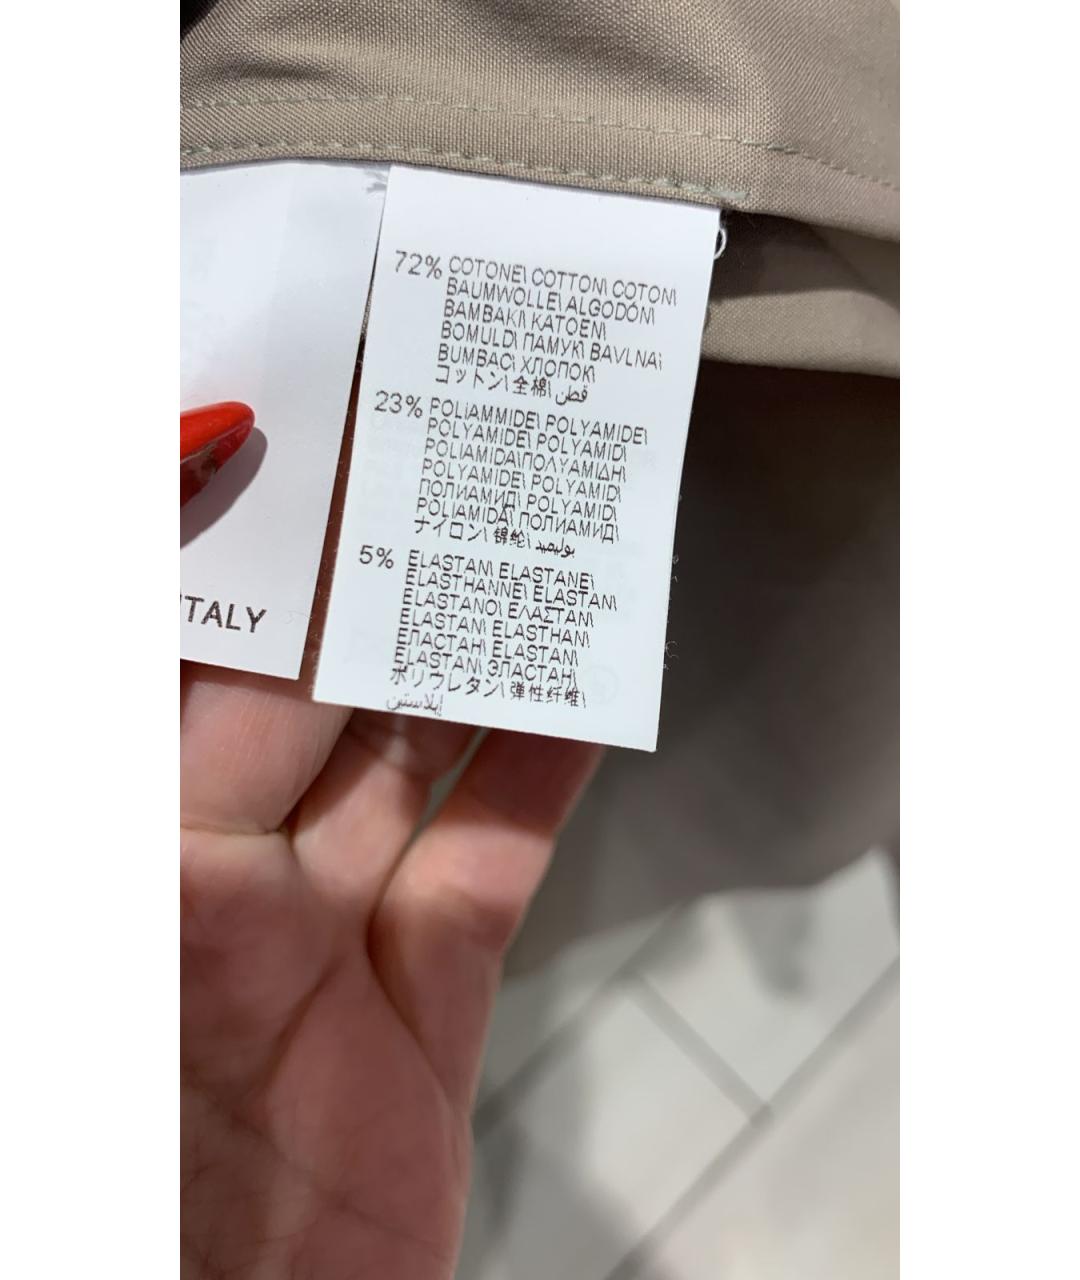 ITALY
72% COTONE\ COTTON\ COTON\
BAUMWOLLE\ ALGODÓN\
BAMBAKI\ KATOEN\
BOMULD\ ПАМУК\ BAVLNA\
BUMBAC\ ХЛОПОК\
コットン\ 全棉\ قطن
23% POLIAMMIDE\ POLYAMIDE\
POLYAMIDE\ POLYAMID\
POLIAMIDA\ΠΟΛΥΑΜΙΔΗ\
POLYAMIDE\ POLYAMID\
ПОЛИАМИД\ POLYAMID\
POLIAMIDĂ\ ПОЛИАМИД\
ナイロン\ 锦纶\ بوليميد
5% ELASTAN\ ELASTANE\
ELASTHANNE\ ELASTAN\
ELASTANO\ ΕΛΑΣΤΑΝ\
ELASTAN\ ELASTHAN\
ЕЛАСТАН\ ELASTAN\
ELASTAN\ ЭЛАСТАН\
ポリウレタン\ 弹性纤维\
إيلاستين